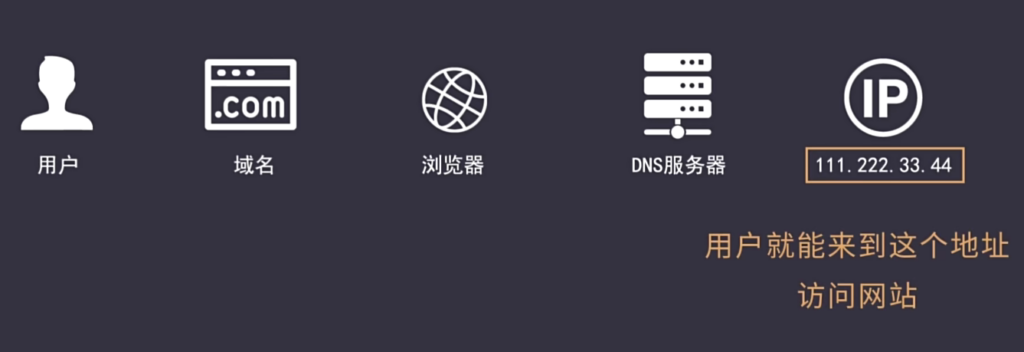 .com
IP
用户
域名
浏览器
DNS服务器
111.222.33.44
用户就能来到这个地址
访问网站